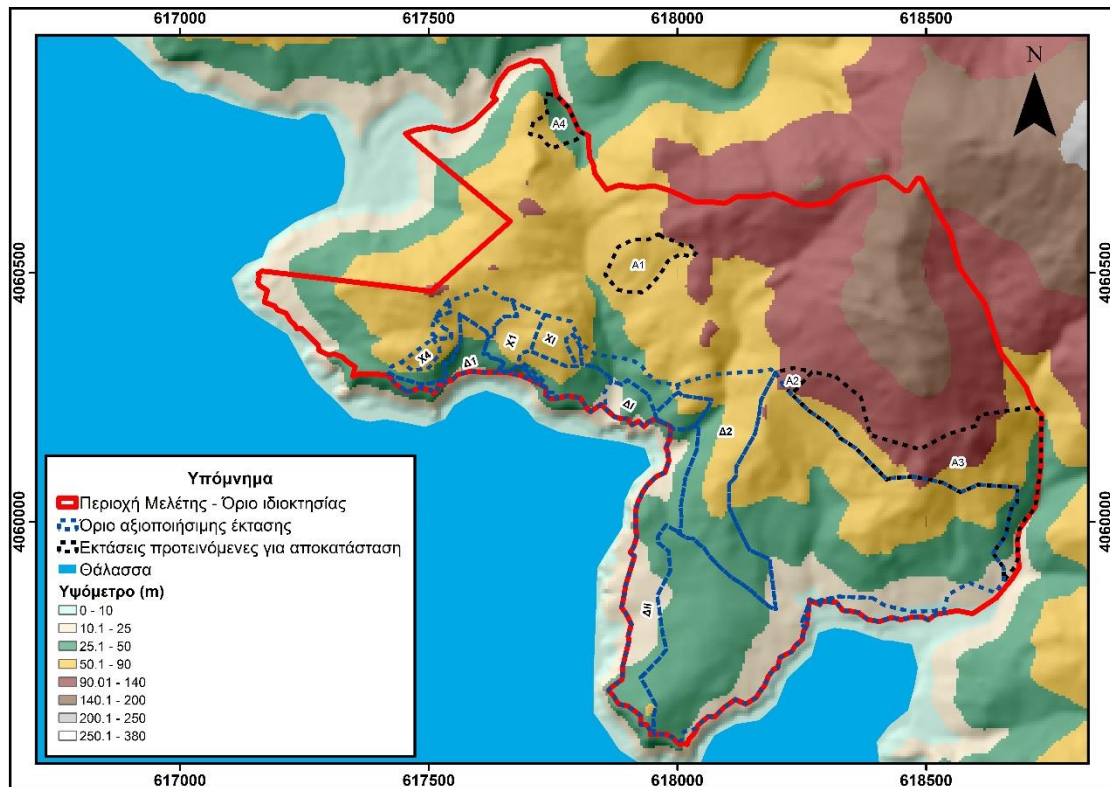 617000 617500 618000 618500
N
A4
4060500 A1 4060500
X4 Δ1 X1 XI
A2
ΔI
Δ2
A3
4060000 4060000
ΔII
Υπόμνημα
Περιοχή Μελέτης - Όριο ιδιοκτησίας
Όριο αξιοποιήσιμης έκτασης
Εκτάσεις προτεινόμενες για αποκατάσταση
Θάλασσα
Υψόμετρο (m)
0 - 10
10.1 - 25
25.1 - 50
50.1 - 90
90.01 - 140
140.1 - 200
200.1 - 250
250.1 - 380
617000 617500 618000 618500